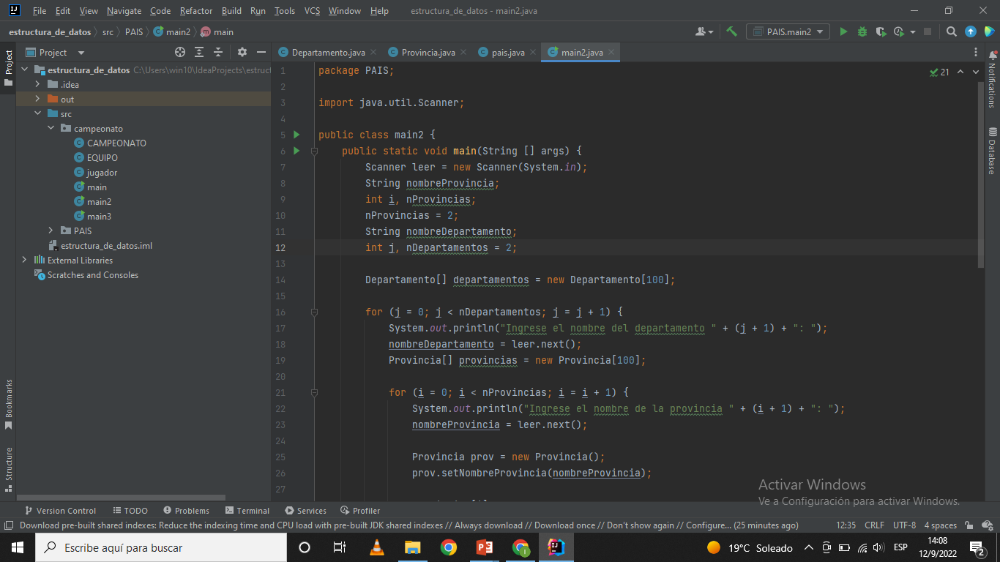 File Edit View Navigate Code Refactor Build Run Tools VCS Window Help estructura_de_datos - main2.java
estructura_de_datos src PAIS main2 main PAIS.main2
Project
Departamento.java Provincia.java pais.java main2.java
Project
estructura_de_datos C:\Users\win10\IdeaProjects\estruct
.idea
out
src
campeonato
CAMPEONATO
EQUIPO
jugador
main
main2
main3
PAIS
estructura_de_datos.iml
External Libraries
Scratches and Consoles
Bookmarks
Structure
21
1 package PAIS;
2
3 import java.util.Scanner;
4
5 public class main2 {
6 public static void main(String [] args) {
7 Scanner leer = new Scanner(System.in);
8 String nombreProvincia;
9 int i, nProvincias;
10 nProvincias = 2;
11 String nombreDepartamento;
12 int j, nDepartamentos = 2;
13
14 Departamento[] departamentos = new Departamento[100];
15
16 for (j = 0; j < nDepartamentos; j = j + 1) {
17 System.out.println("Ingrese el nombre del departamento " + (j + 1) + ": ");
18 nombreDepartamento = leer.next();
19 Provincia[] provincias = new Provincia[100];
20
21 for (i = 0; i < nProvincias; i = i + 1) {
22 System.out.println("Ingrese el nombre de la provincia " + (i + 1) + ": ");
23 nombreProvincia = leer.next();
24
25 Provincia prov = new Provincia();
26 prov.setNombreProvincia(nombreProvincia);
27
Notifications
Database
Activar Windows
Ve a Configuración para activar Windows.
Version Control TODO Problems Terminal Services Profiler
Download pre-built shared indexes: Reduce the indexing time and CPU load with pre-built JDK shared indexes // Always download // Download once // Don't show again // Configure... (25 minutes ago) 12:35 CRLF UTF-8 4 spaces
Escribe aquí para buscar
19°C Soleado ESP
14:08
12/9/2022
2